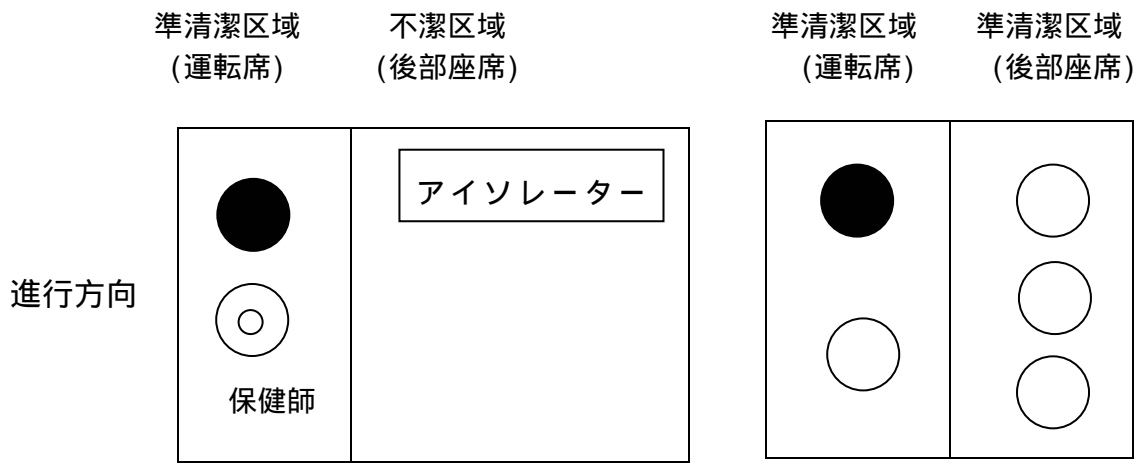 準清潔区域
(運転席)
不潔区域
(後部座席)
準清潔区域
(運転席)
準清潔区域
(後部座席)
アイソレーター
進行方向
保健師